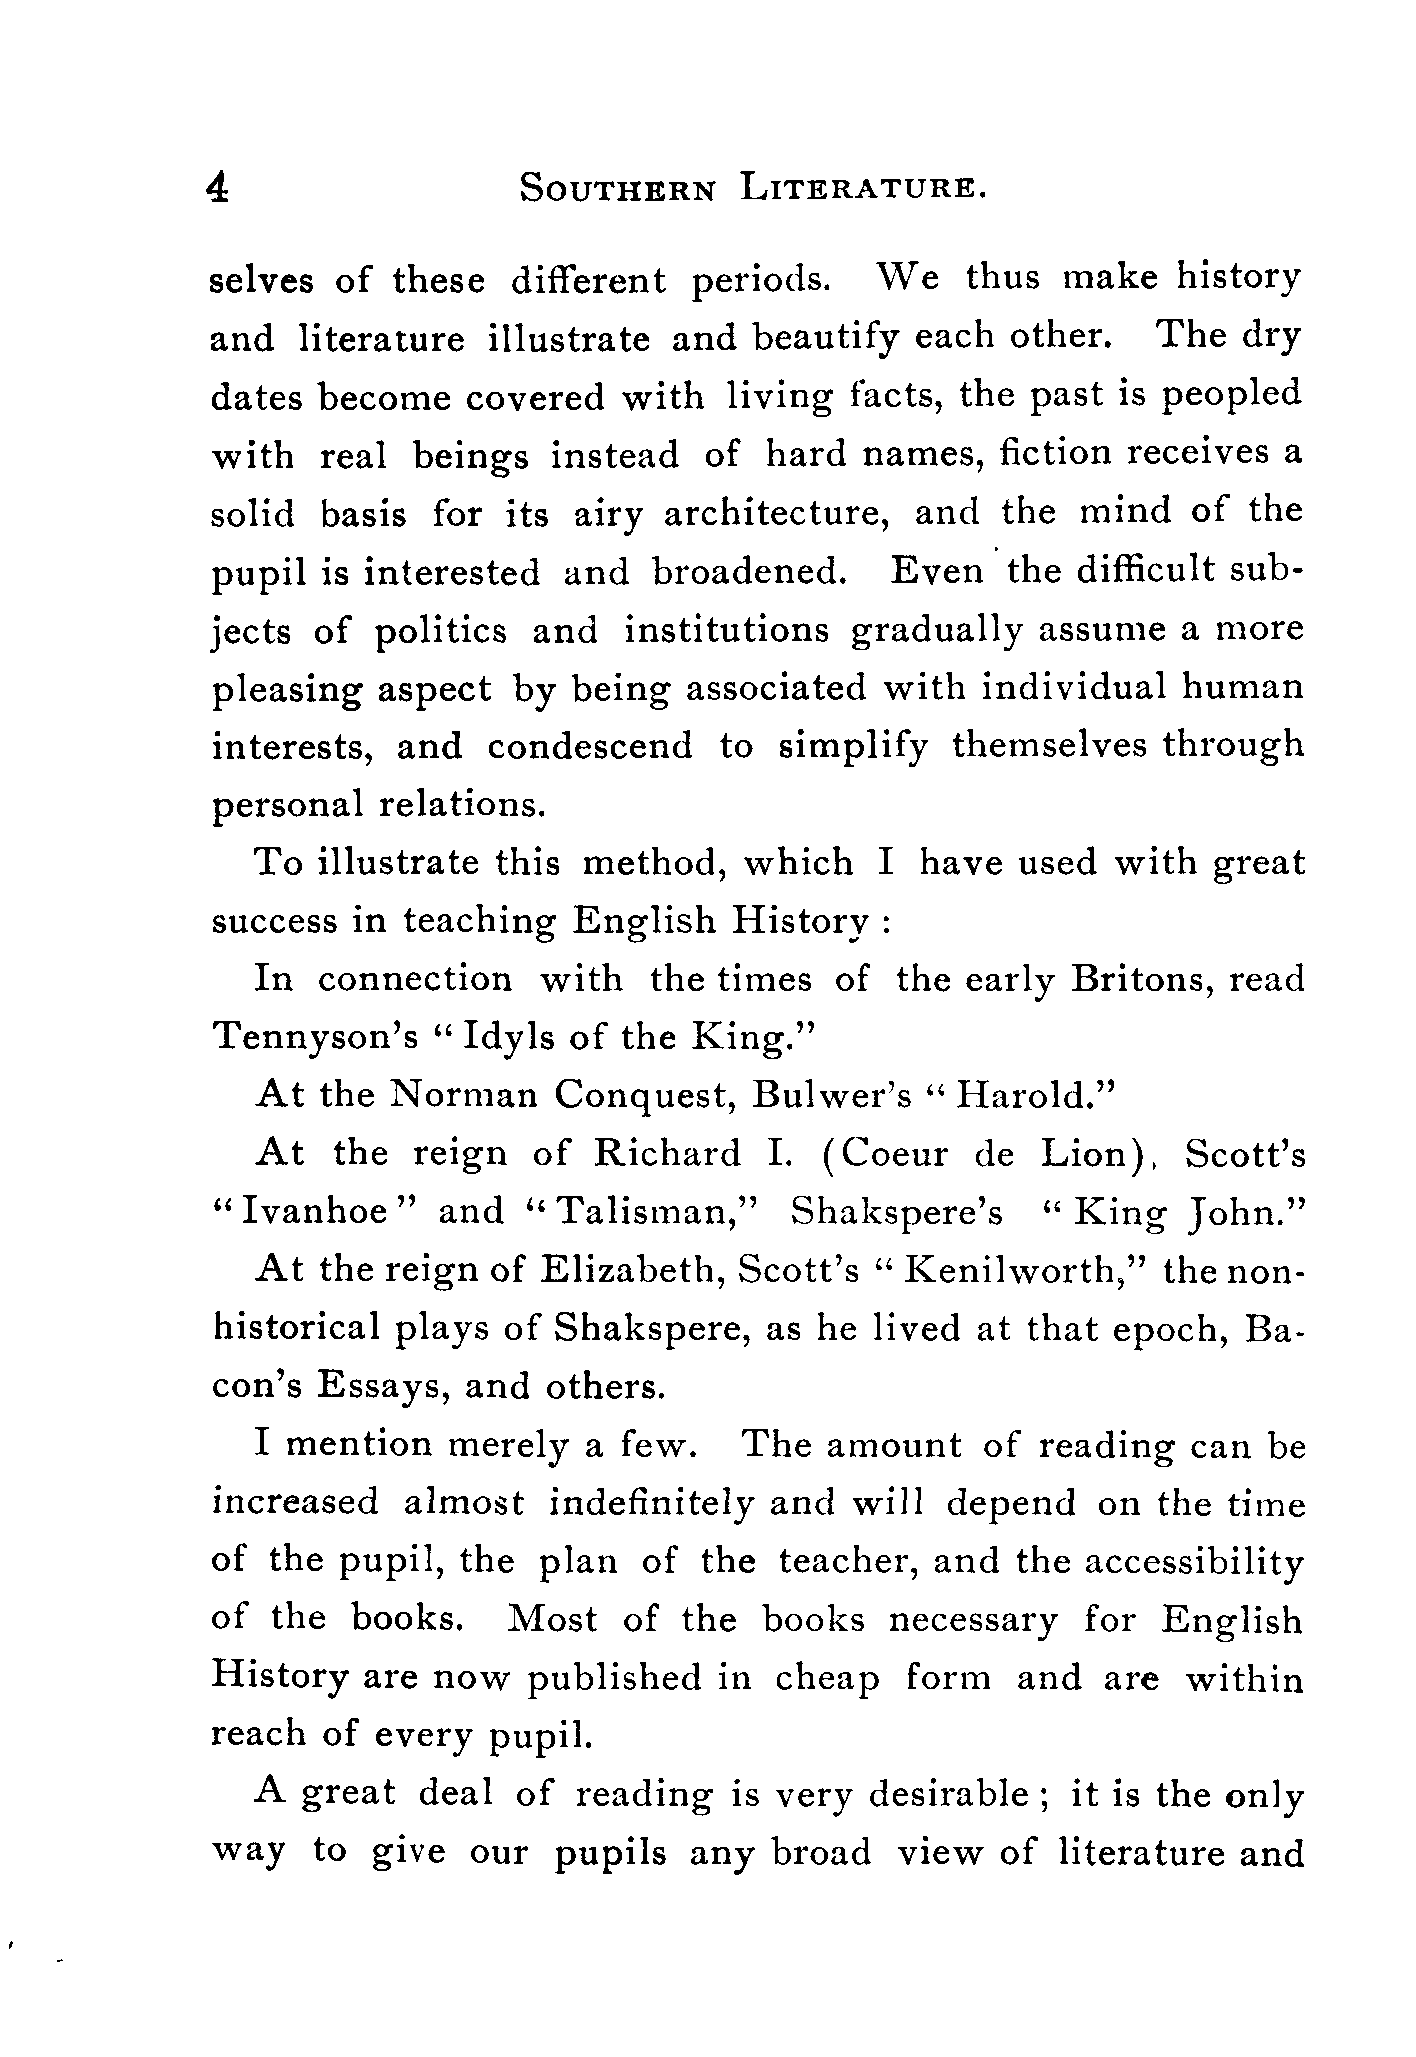 4 SOUTHERN LITERATURE.
selves of these different periods. We thus make history
and literature illustrate and beautify each other. The dry
dates become covered with living facts, the past is peopled
with real beings instead of hard names, fiction receives a
solid basis for its airy architecture, and the mind of the
pupil is interested and broadened. Even the difficult sub-
jects of politics and institutions gradually assume a more
pleasing aspect by being associated with individual human
interests, and condescend to simplify themselves through
personal relations.
To illustrate this method, which I have used with great
success in teaching English History :
In connection with the times of the early Britons, read
Tennyson's “ Idyls of the King.”
At the Norman Conquest, Bulwer's “ Harold.”
At the reign of Richard I. (Coeur de Lion), Scott's
“ Ivanhoe ” and “ Talisman,” Shakspere's “ King John.”
At the reign of Elizabeth, Scott's “ Kenilworth,” the non-
historical plays of Shakspere, as he lived at that epoch, Ba-
con's Essays, and others.
I mention merely a few. The amount of reading can be
increased almost indefinitely and will depend on the time
of the pupil, the plan of the teacher, and the accessibility
of the books. Most of the books necessary for English
History are now published in cheap form and are within
reach of every pupil.
A great deal of reading is very desirable ; it is the only
way to give our pupils any broad view of literature and